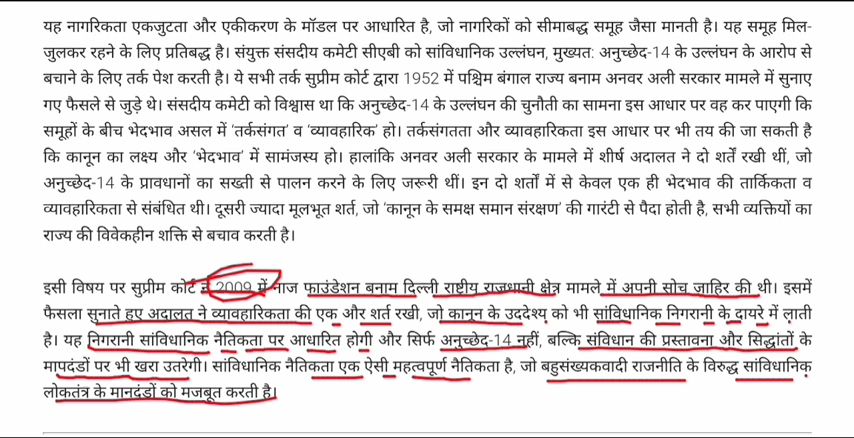 यह नागरिकता एकजुटता और एकीकरण के मॉडल पर आधारित है, जो नागरिकों को सीमाबद्ध समूह जैसा मानती है। यह समूह मिल-
जुलकर रहने के लिए प्रतिबद्ध है। संयुक्त संसदीय कमेटी सीएबी को सांविधानिक उल्लंघन, मुख्यत: अनुच्छेद-14 के उल्लंघन के आरोप से
बचाने के लिए तर्क पेश करती है। ये सभी तर्क सुप्रीम कोर्ट द्वारा 1952 में पश्चिम बंगाल राज्य बनाम अनवर अली सरकार मामले में सुनाए
गए फैसले से जुड़े थे। संसदीय कमेटी को विश्वास था कि अनुच्छेद-14 के उल्लंघन की चुनौती का सामना इस आधार पर वह कर पाएगी कि
समूहों के बीच भेदभाव असल में ‘तर्कसंगत’ व ‘व्यावहारिक’ हो। तर्कसंगतता और व्यावहारिकता इस आधार पर भी तय की जा सकती है
कि कानून का लक्ष्य और ‘भेदभाव’ में सामंजस्य हो। हालांकि अनवर अली सरकार के मामले में शीर्ष अदालत ने दो शर्तें रखी थीं, जो
अनुच्छेद-14 के प्रावधानों का सख्ती से पालन करने के लिए जरूरी थीं। इन दो शर्तों में से केवल एक ही भेदभाव की तार्किकता व
व्यावहारिकता से संबंधित थी। दूसरी ज्यादा मूलभूत शर्त, जो ‘कानून के समक्ष समान संरक्षण’ की गारंटी से पैदा होती है, सभी व्यक्तियों का
राज्य की विवेकहीन शक्ति से बचाव करती है।
इसी विषय पर सुप्रीम कोर्ट ने 2009 में नाज फाउंडेशन बनाम दिल्ली राष्ट्रीय राजधानी क्षेत्र मामले में अपनी सोच जाहिर की थी। इसमें
फैसला सुनाते हुए अदालत ने व्यावहारिकता की एक और शर्त रखी, जो कानून के उददेश्य को भी सांविधानिक निगरानी के दायरे में लाती
है। यह निगरानी सांविधानिक नैतिकता पर आधारित होगी और सिर्फ अनुच्छेद-14 नहीं, बल्कि संविधान की प्रस्तावना और सिद्धांतों के
मापदंडों पर भी खरा उतरेगी। सांविधानिक नैतिकता एक ऐसी महत्वपूर्ण नैतिकता है, जो बहुसंख्यकवादी राजनीति के विरुद्ध सांविधानिक
लोकतंत्र के मानदंडों को मजबूत करती है।